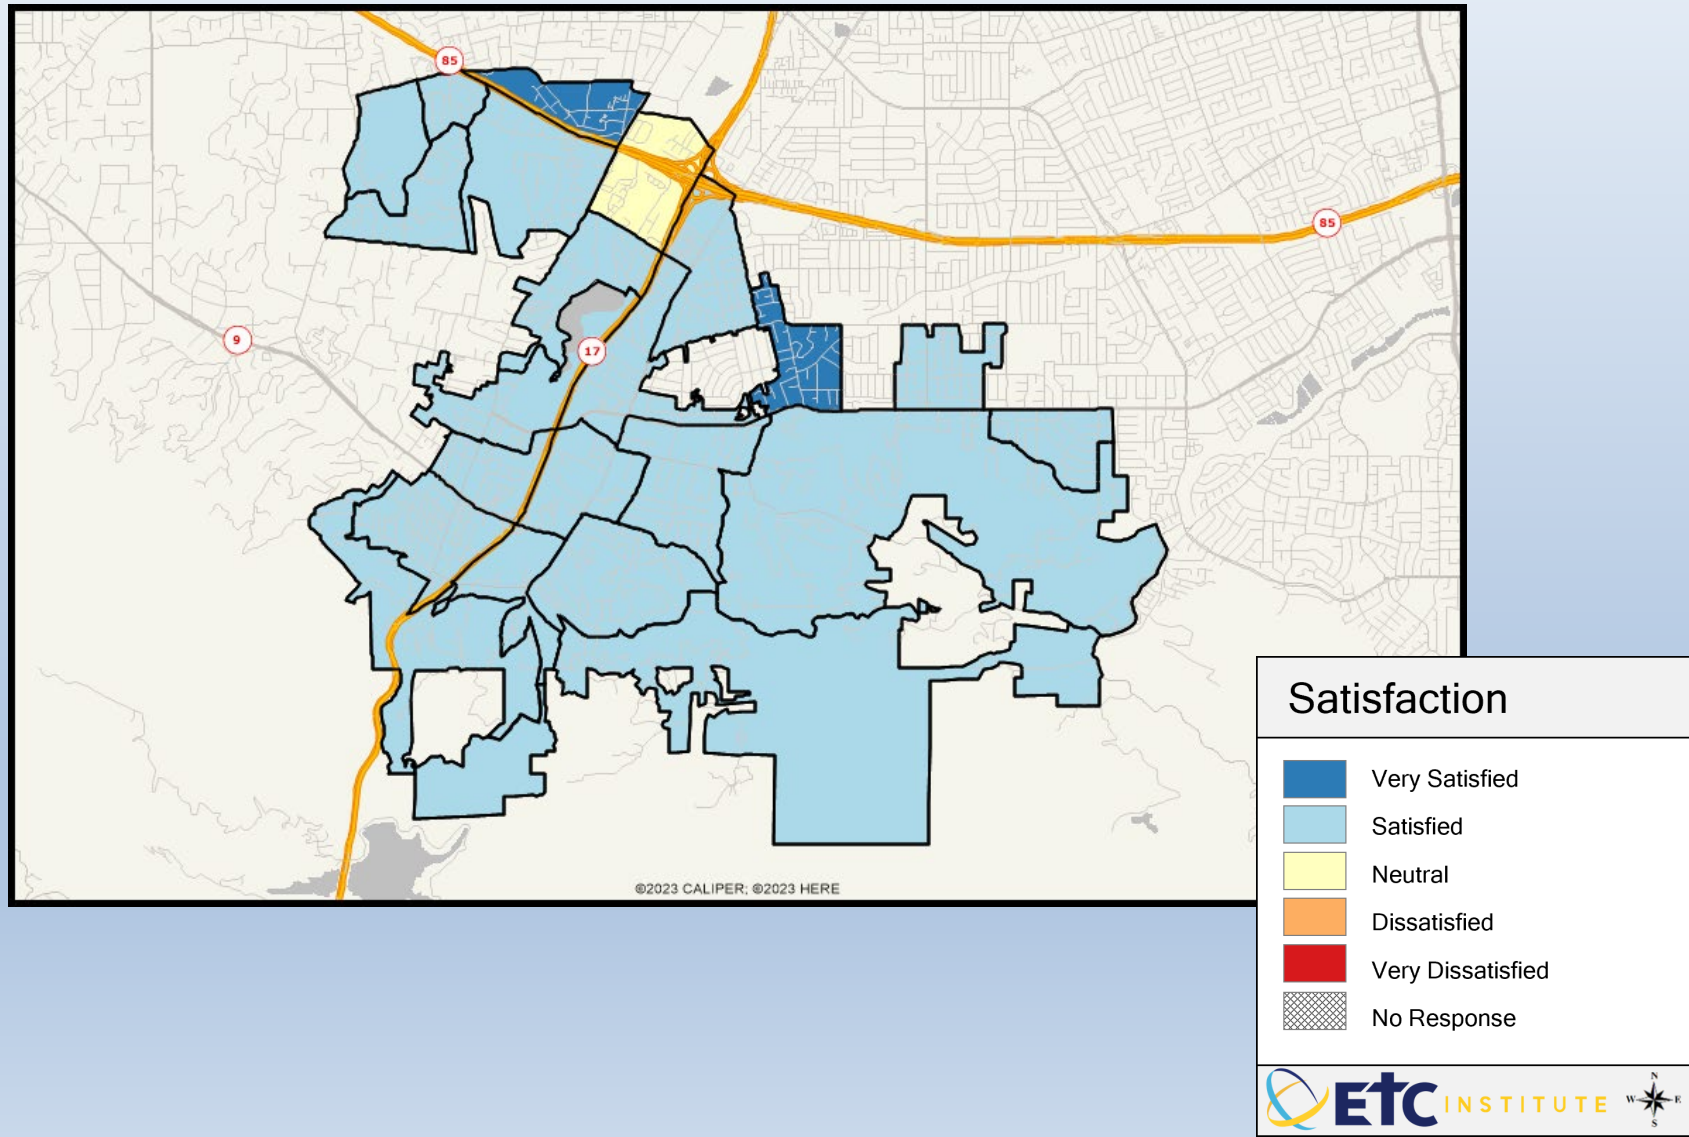 85
85
9
17
©2023 CALIPER; ©2023 HERE
Satisfaction
Very Satisfied
Satisfied
Neutral
Dissatisfied
Very Dissatisfied
No Response
ETC INSTITUTE
N
W E
S